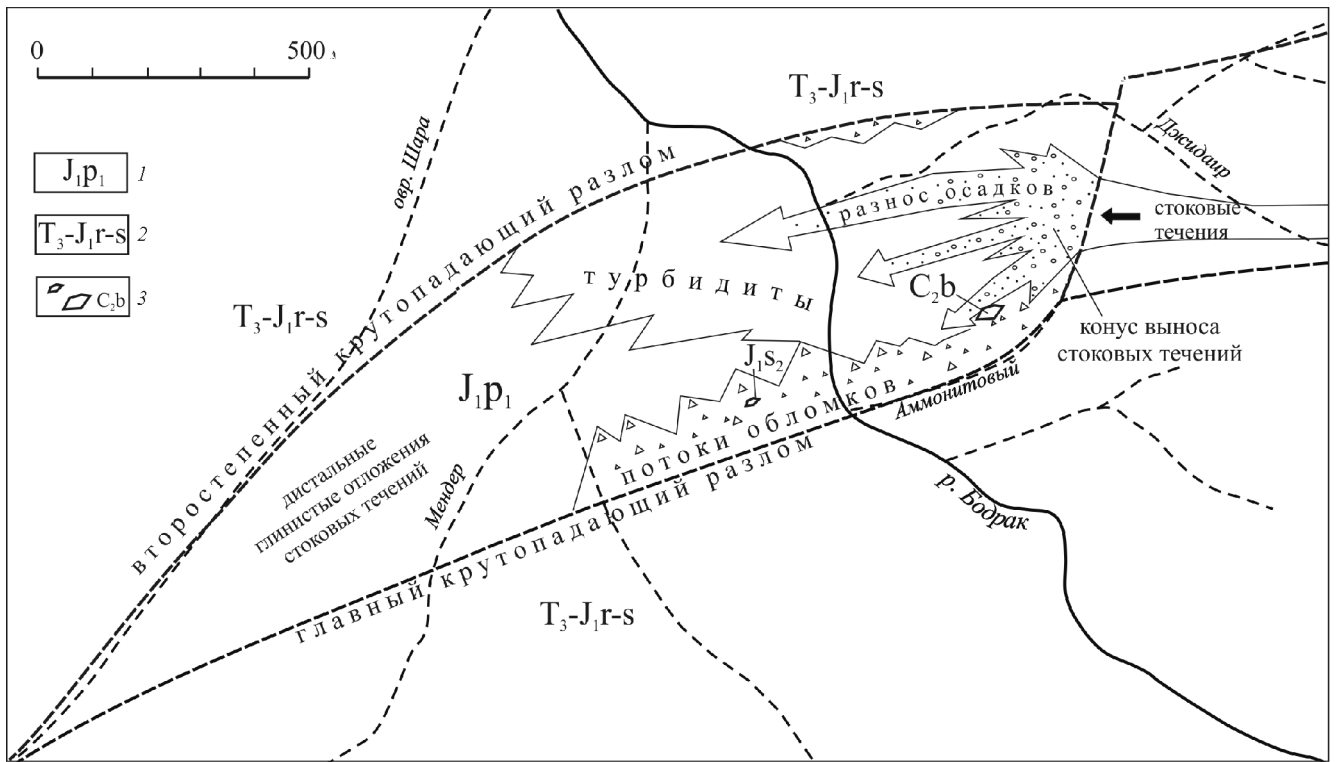 0 500 м
J₁p₁ 1
T₃-J₁r-s 2
C₂b 3
овр. Шара
T₃-J₁r-s
Джидаир
второстепенный крутопадающий разлом
разнос осадков
стоковые
течения
турбидиты
C₂b
T₃-J₁r-s
конус выноса
стоковых течений
J₁s₂
J₁p₁
Аммонитовый
потоки обломков
дистальные
глинистые отложения
стоковых течений
Мендер
главный крутопадающий разлом
р. Бодрак
T₃-J₁r-s